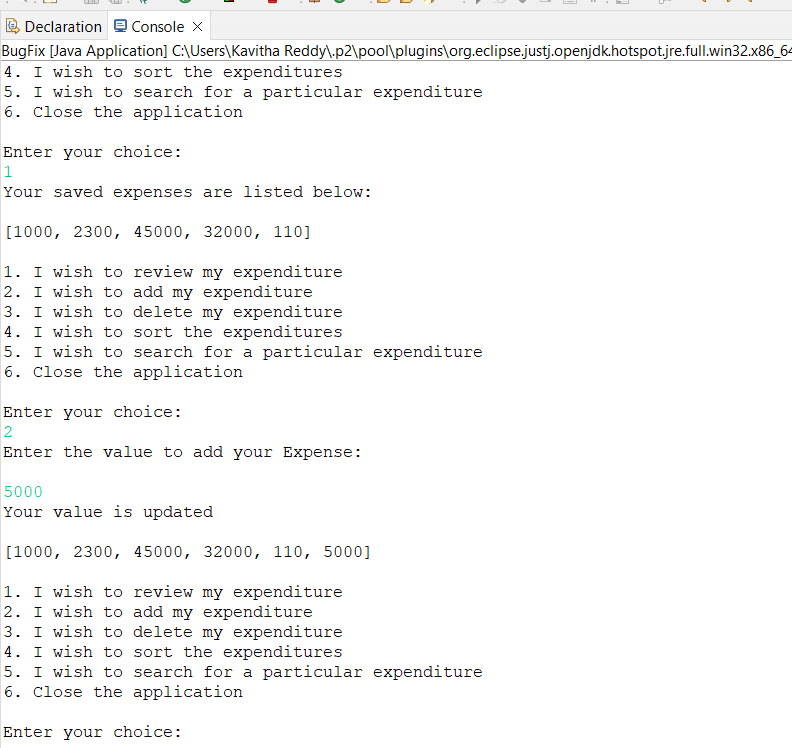 Declaration Console
BugFix [Java Application] C:\Users\Kavitha Reddy\.p2\pool\plugins\org.eclipse.justj.openjdk.hotspot.jre.full.win32.x86_64
4. I wish to sort the expenditures
5. I wish to search for a particular expenditure
6. Close the application
Enter your choice:
1
Your saved expenses are listed below:
[1000, 2300, 45000, 32000, 110]
1. I wish to review my expenditure
2. I wish to add my expenditure
3. I wish to delete my expenditure
4. I wish to sort the expenditures
5. I wish to search for a particular expenditure
6. Close the application
Enter your choice:
2
Enter the value to add your Expense:
5000
Your value is updated
[1000, 2300, 45000, 32000, 110, 5000]
1. I wish to review my expenditure
2. I wish to add my expenditure
3. I wish to delete my expenditure
4. I wish to sort the expenditures
5. I wish to search for a particular expenditure
6. Close the application
Enter your choice: